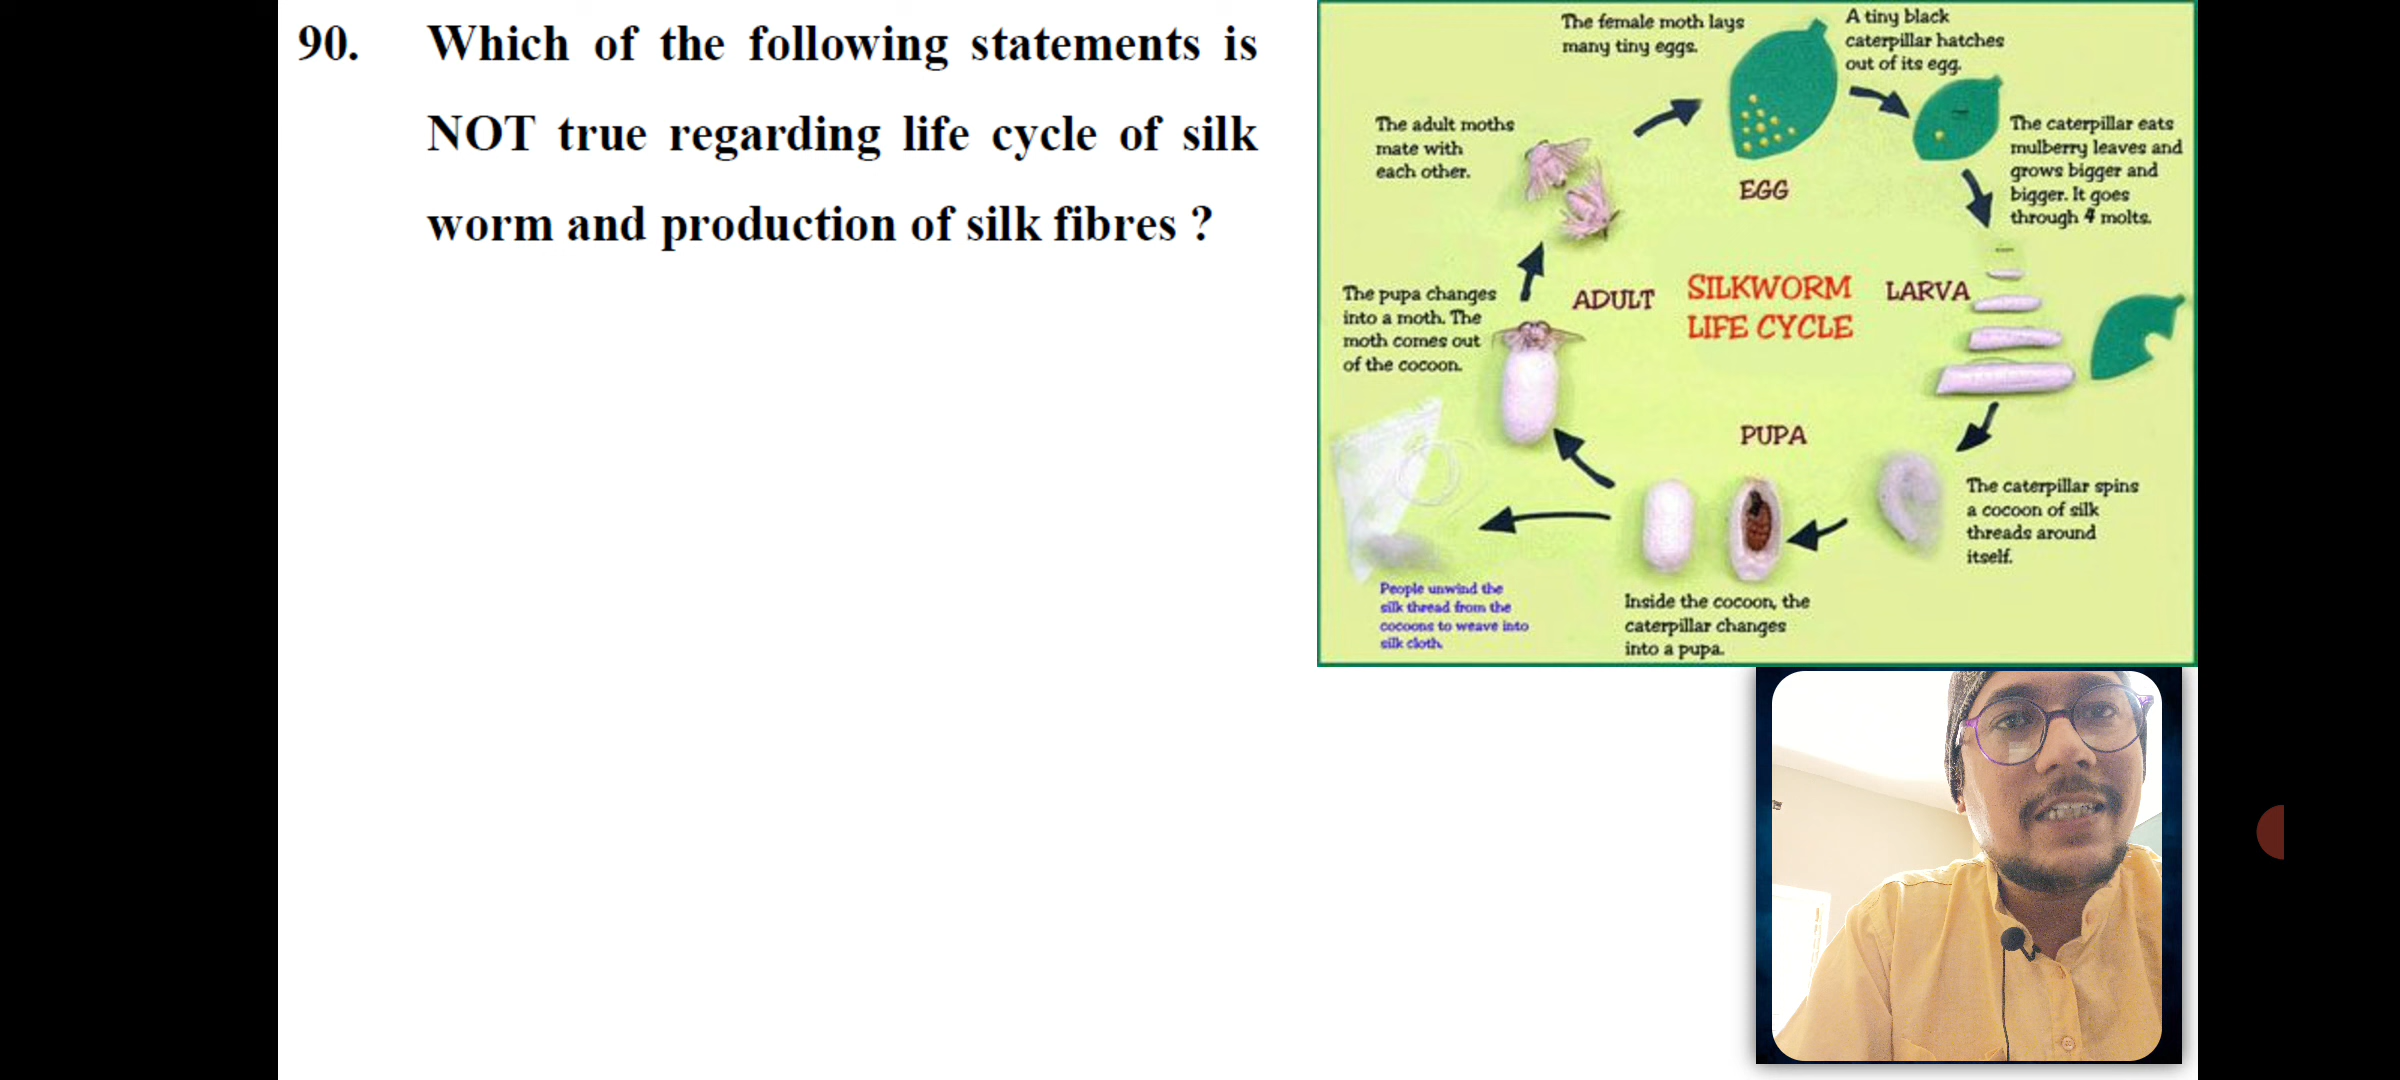 90. Which of the following statements is
NOT true regarding life cycle of silk
worm and production of silk fibres ?
The female moth lays
many tiny eggs.
A tiny black
caterpillar hatches
out of its egg.
The adult moths
mate with
each other.
EGG
The caterpillar eats
mulberry leaves and
grows bigger and
bigger. It goes
through 4 molts.
The pupa changes
into a moth. The
moth comes out
of the cocoon.
ADULT
SILKWORM
LIFE CYCLE
LARVA
PUPA
The caterpillar spins
a cocoon of silk
threads around
itself.
People unwind the
silk thread from the
cocoons to weave into
silk cloth.
Inside the cocoon, the
caterpillar changes
into a pupa.